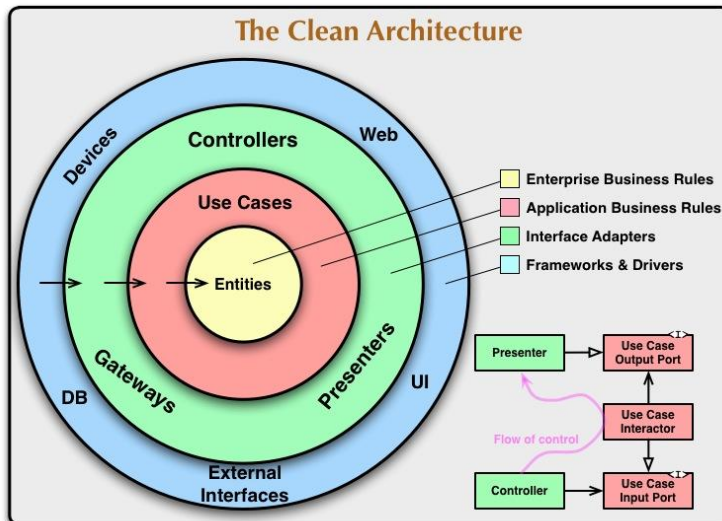 The Clean Architecture
Devices
Web
Controllers
Use Cases
Entities
Gateways
Presenters
DB
UI
External
Interfaces
Enterprise Business Rules
Application Business Rules
Interface Adapters
Frameworks & Drivers
Presenter
<I>
Use Case
Output Port
Use Case
Interactor
Flow of control
Controller
<I>
Use Case
Input Port